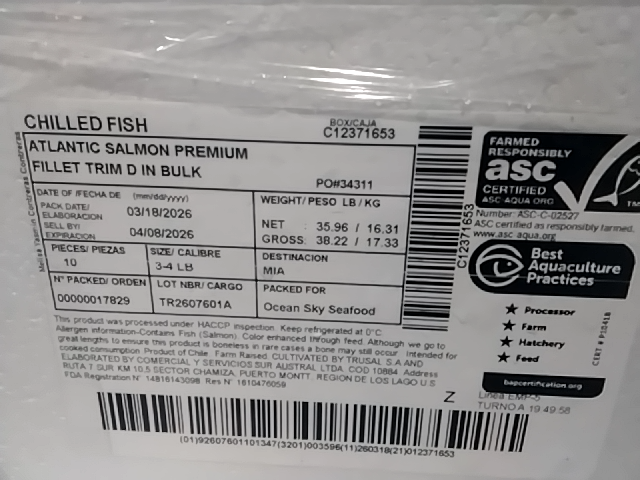 CHILLED FISH
BOX/CAJA
C12371653
ATLANTIC SALMON PREMIUM
FILLET TRIM D IN BULK
PO#34311
DATE OF /FECHA DE (mm/dd/yyyy)
PACK DATE/
ELABORACION 03/18/2026
SELL BY/
EXPIRACION 04/08/2026
WEIGHT/ PESO LB / KG
NET : 35.96 / 16.31
GROSS: 38.22 / 17.33
PIECES/ PIEZAS
10
SIZE/ CALIBRE
3-4 LB
DESTINACION
MIA
N° PACKED/ ORDEN
00000017829
LOT NBR/ CARGO
TR2607601A
PACKED FOR
Ocean Sky Seafood
This product was processed under HACCP inspection. Keep refrigerated at 0°C
Allergen information-Contains Fish (Salmon). Color enhanced through feed. Although we go to
great lengths to ensure this product is boneless in rare cases a bone may still occur. Intended for
cooked consumption Product of Chile. Farm Raised. CULTIVATED BY TRUSAL S.A AND
ELABORATED BY COMERCIAL Y SERVICIOS SUR AUSTRAL LTDA. COD 10884. Address
RUTA 7 SUR KM 10,5 SECTOR CHAMIZA, PUERTO MONTT, REGION DE LOS LAGO U.S
FDA Registration N° 14816143098 Res N° 1610476059
Z
(01)92607601101347(3201)003596(11)260318(21)012371653
C12371653
FARMED
RESPONSIBLY
asc
CERTIFIED
ASC-AQUA.ORG
TM
Number: ASC-C-02527
ASC certified as responsibly farmed.
www.asc-aqua.org
Best
Aquaculture
Practices
Processor
Farm
Hatchery
Feed
bapcertification.org
Linea EMP-5
TURNO A 19:49:58